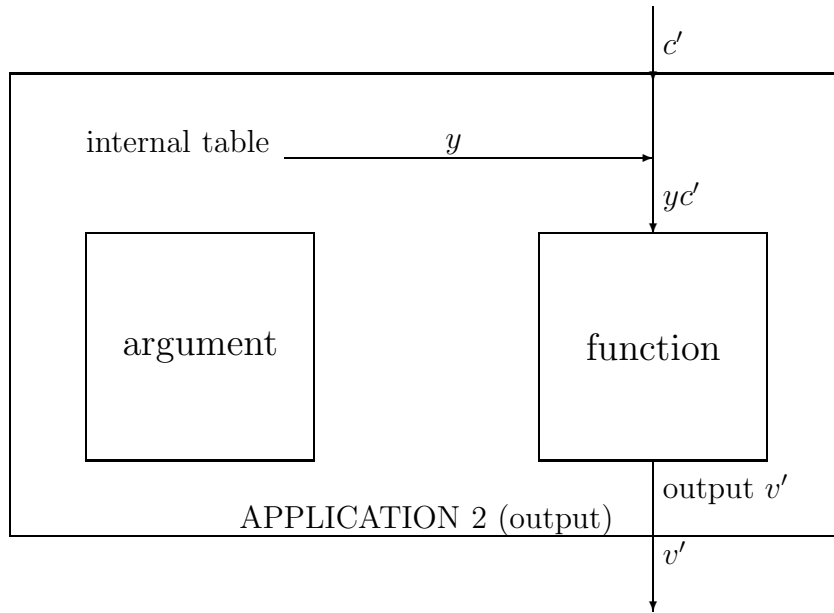 c′
internal table
y
yc′
argument
function
output v′
APPLICATION 2 (output)
v′